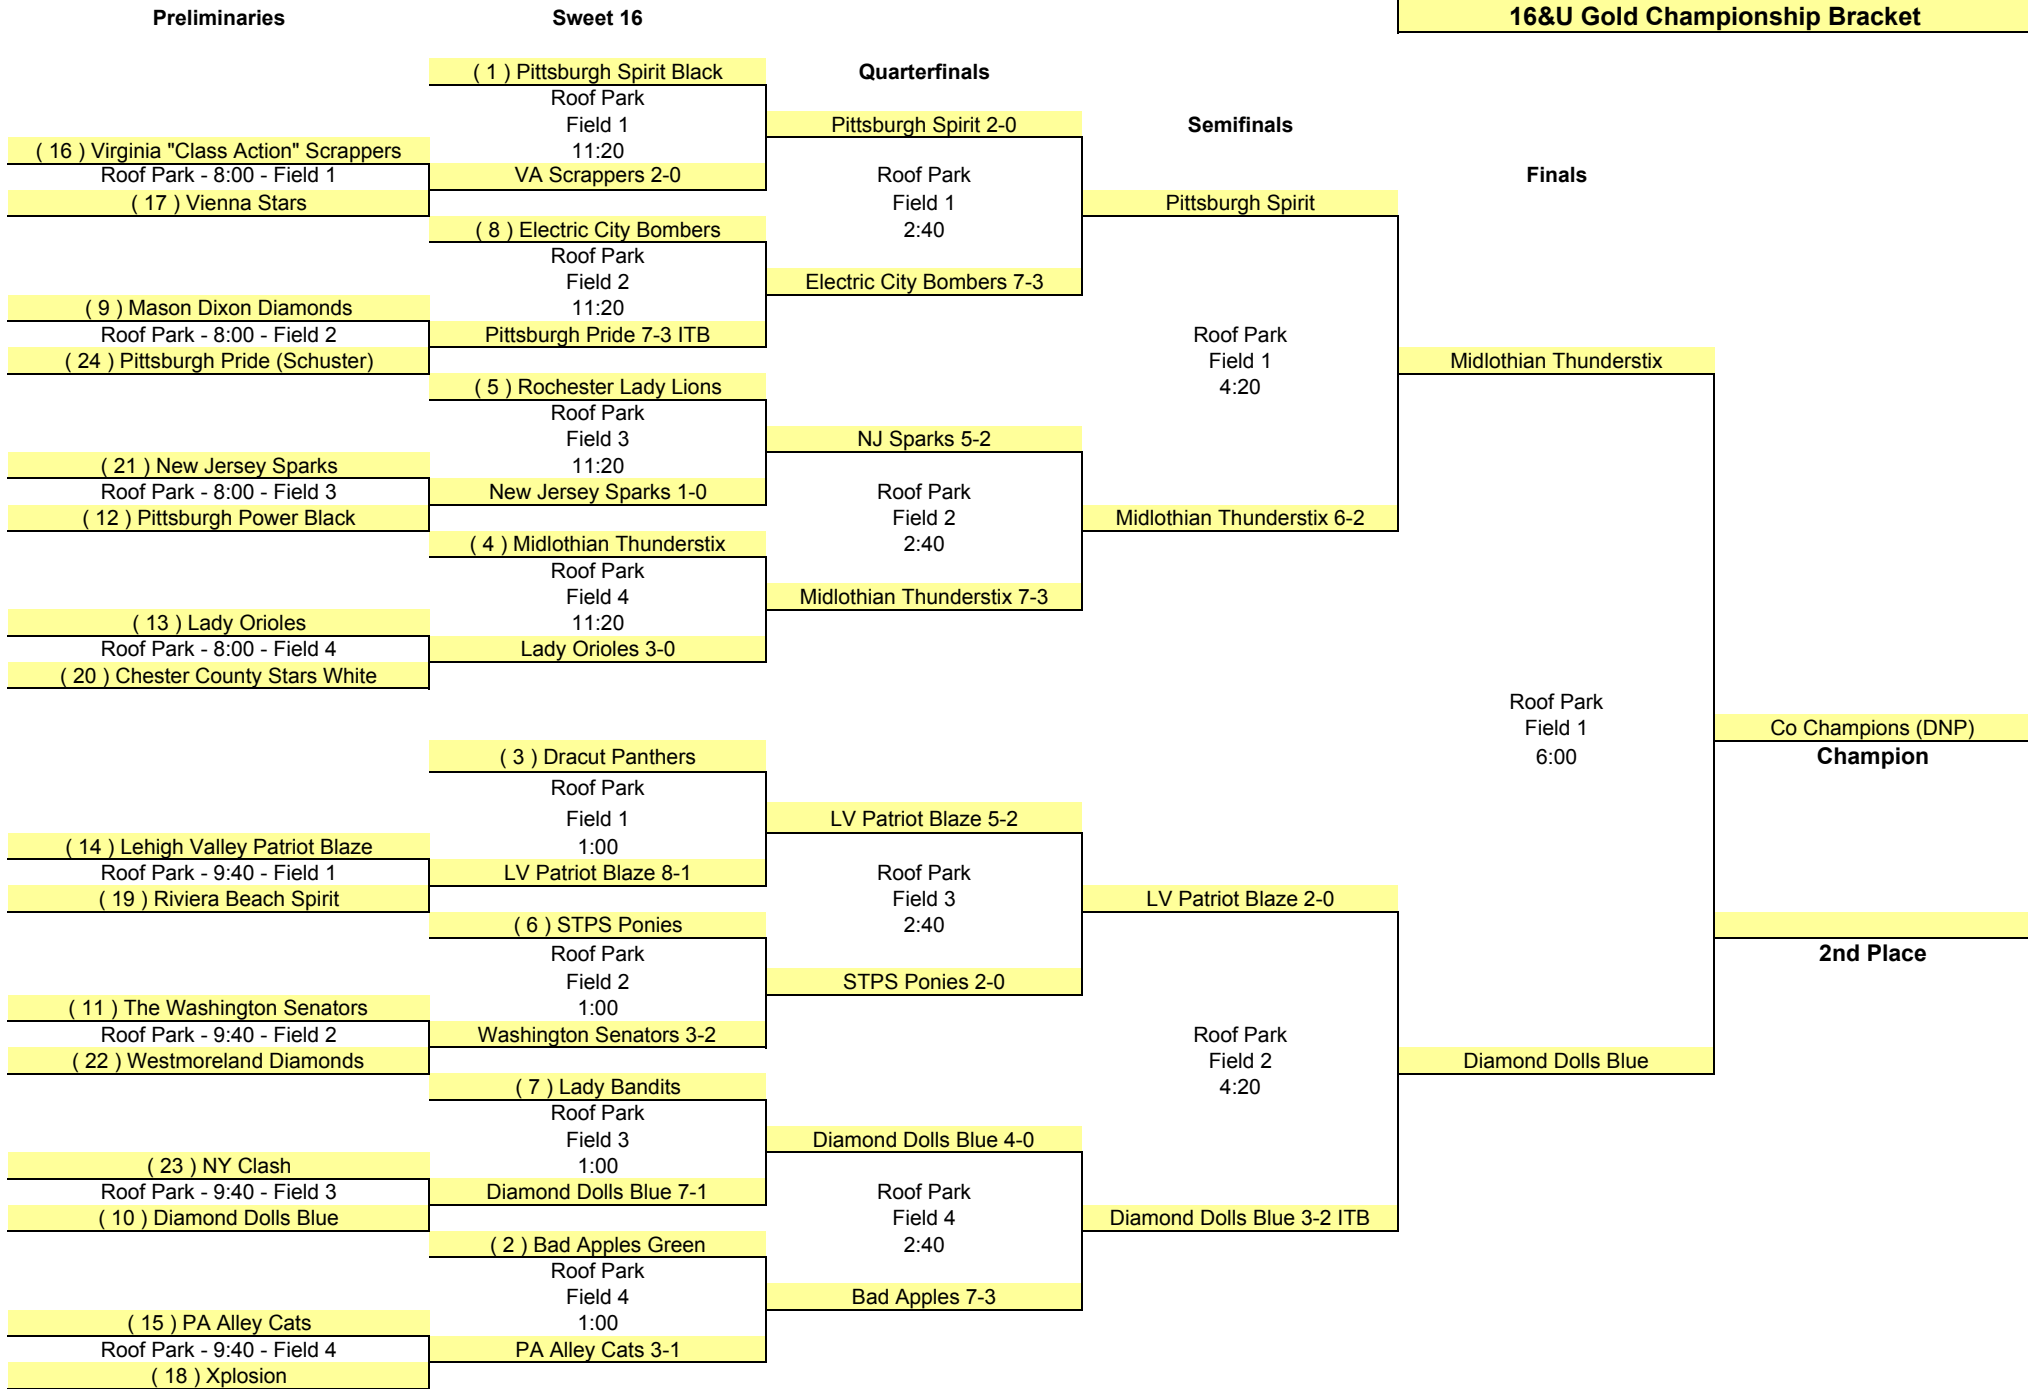 Preliminaries
Sweet 16
16&U Gold Championship Bracket
( 1 ) Pittsburgh Spirit Black
Quarterfinals
Roof Park
Field 1
Pittsburgh Spirit 2-0
Semifinals
( 16 ) Virginia "Class Action" Scrappers
11:20
Roof Park - 8:00 - Field 1
VA Scrappers 2-0
Roof Park
Finals
( 17 ) Vienna Stars
Field 1
Pittsburgh Spirit
( 8 ) Electric City Bombers
2:40
Roof Park
Field 2
Electric City Bombers 7-3
( 9 ) Mason Dixon Diamonds
11:20
Roof Park - 8:00 - Field 2
Pittsburgh Pride 7-3 ITB
Roof Park
( 24 ) Pittsburgh Pride (Schuster)
Field 1
Midlothian Thunderstix
( 5 ) Rochester Lady Lions
4:20
Roof Park
Field 3
NJ Sparks 5-2
( 21 ) New Jersey Sparks
11:20
Roof Park - 8:00 - Field 3
New Jersey Sparks 1-0
Roof Park
( 12 ) Pittsburgh Power Black
Field 2
Midlothian Thunderstix 6-2
( 4 ) Midlothian Thunderstix
2:40
Roof Park
Field 4
Midlothian Thunderstix 7-3
( 13 ) Lady Orioles
11:20
Roof Park - 8:00 - Field 4
Lady Orioles 3-0
( 20 ) Chester County Stars White
Roof Park
Field 1
Co Champions (DNP)
( 3 ) Dracut Panthers
6:00
Champion
Roof Park
Field 1
LV Patriot Blaze 5-2
( 14 ) Lehigh Valley Patriot Blaze
1:00
Roof Park - 9:40 - Field 1
LV Patriot Blaze 8-1
Roof Park
( 19 ) Riviera Beach Spirit
Field 3
LV Patriot Blaze 2-0
( 6 ) STPS Ponies
2:40
Roof Park
2nd Place
Field 2
STPS Ponies 2-0
( 11 ) The Washington Senators
1:00
Roof Park - 9:40 - Field 2
Washington Senators 3-2
Roof Park
( 22 ) Westmoreland Diamonds
Field 2
Diamond Dolls Blue
( 7 ) Lady Bandits
4:20
Roof Park
Field 3
Diamond Dolls Blue 4-0
( 23 ) NY Clash
1:00
Roof Park - 9:40 - Field 3
Diamond Dolls Blue 7-1
Roof Park
( 10 ) Diamond Dolls Blue
Field 4
Diamond Dolls Blue 3-2 ITB
( 2 ) Bad Apples Green
2:40
Roof Park
Field 4
Bad Apples 7-3
( 15 ) PA Alley Cats
1:00
Roof Park - 9:40 - Field 4
PA Alley Cats 3-1
( 18 ) Xplosion